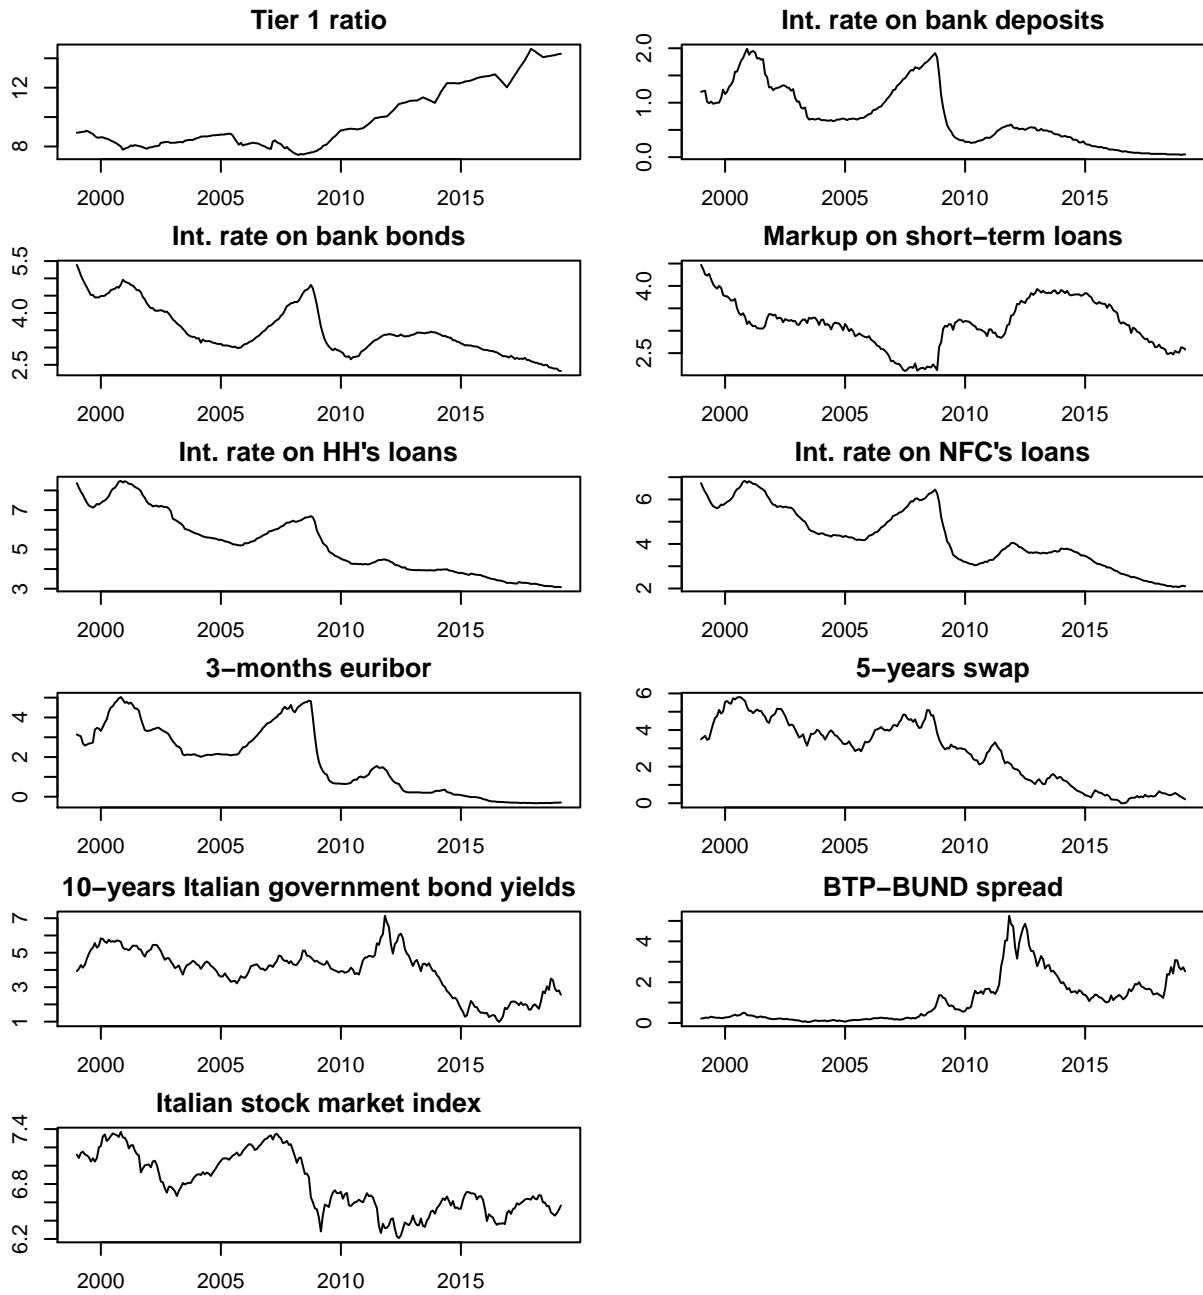 Tier 1 ratio
8 12
2000 2005 2010 2015
Int. rate on bank deposits
0.0 1.0 2.0
2000 2005 2010 2015
Int. rate on bank bonds
2.5 4.0 5.5
2000 2005 2010 2015
Markup on short−term loans
2.5 4.0
2000 2005 2010 2015
Int. rate on HH's loans
3 5 7
2000 2005 2010 2015
Int. rate on NFC's loans
2 4 6
2000 2005 2010 2015
3−months euribor
0 2 4
2000 2005 2010 2015
5−years swap
0 2 4 6
2000 2005 2010 2015
10−years Italian government bond yields
1 3 5 7
2000 2005 2010 2015
BTP−BUND spread
0 2 4
2000 2005 2010 2015
Italian stock market index
6.2 6.8 7.4
2000 2005 2010 2015